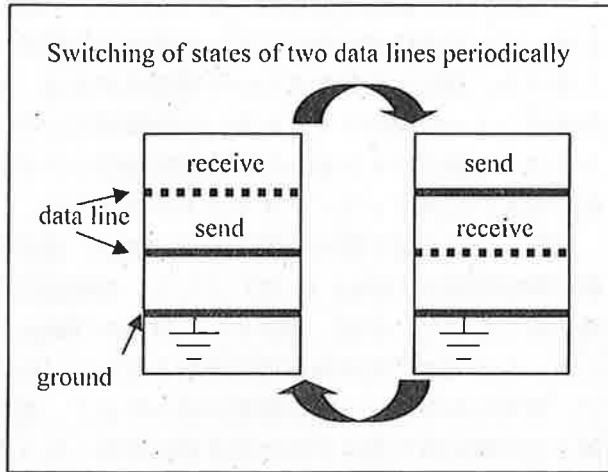 Switching of states of two data lines periodically
receive
send
data line
send
receive
ground